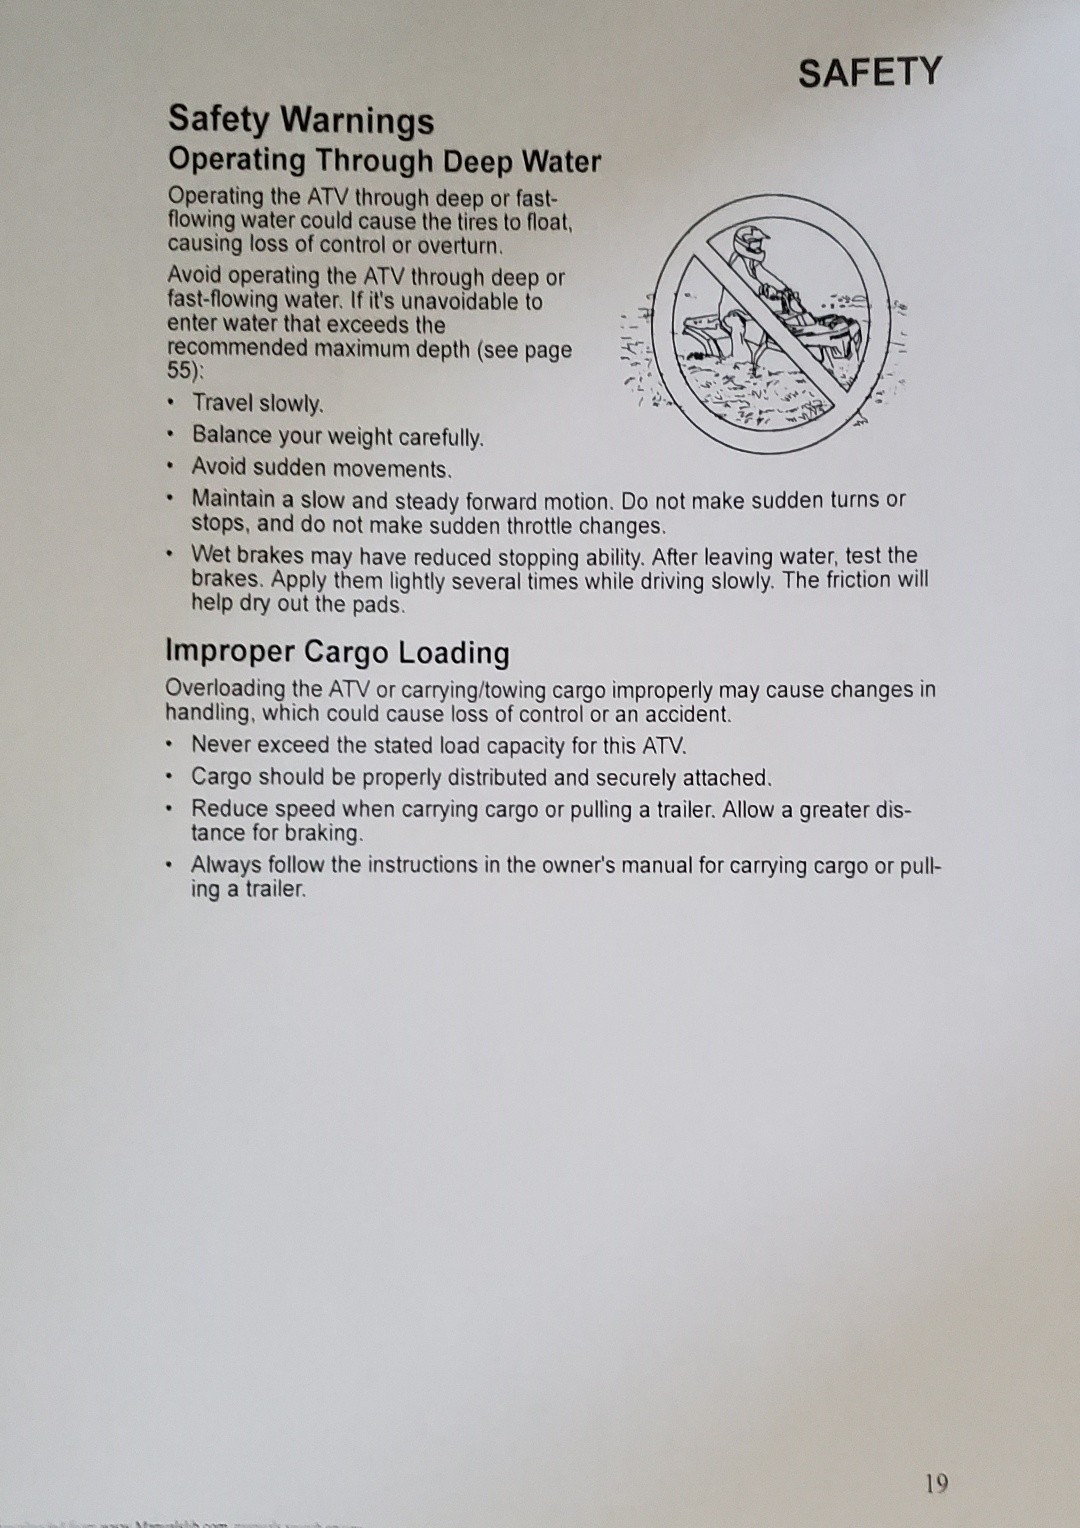 SAFETY
Safety Warnings
Operating Through Deep Water
Operating the ATV through deep or fast-
flowing water could cause the tires to float,
causing loss of control or overturn.
Avoid operating the ATV through deep or
fast-flowing water. If it's unavoidable to
enter water that exceeds the
recommended maximum depth (see page
55):
• Travel slowly.
• Balance your weight carefully.
• Avoid sudden movements.
• Maintain a slow and steady forward motion. Do not make sudden turns or
stops, and do not make sudden throttle changes.
• Wet brakes may have reduced stopping ability. After leaving water, test the
brakes. Apply them lightly several times while driving slowly. The friction will
help dry out the pads.
Improper Cargo Loading
Overloading the ATV or carrying/towing cargo improperly may cause changes in
handling, which could cause loss of control or an accident.
• Never exceed the stated load capacity for this ATV.
• Cargo should be properly distributed and securely attached.
• Reduce speed when carrying cargo or pulling a trailer. Allow a greater dis-
tance for braking.
• Always follow the instructions in the owner's manual for carrying cargo or pull-
ing a trailer.
19